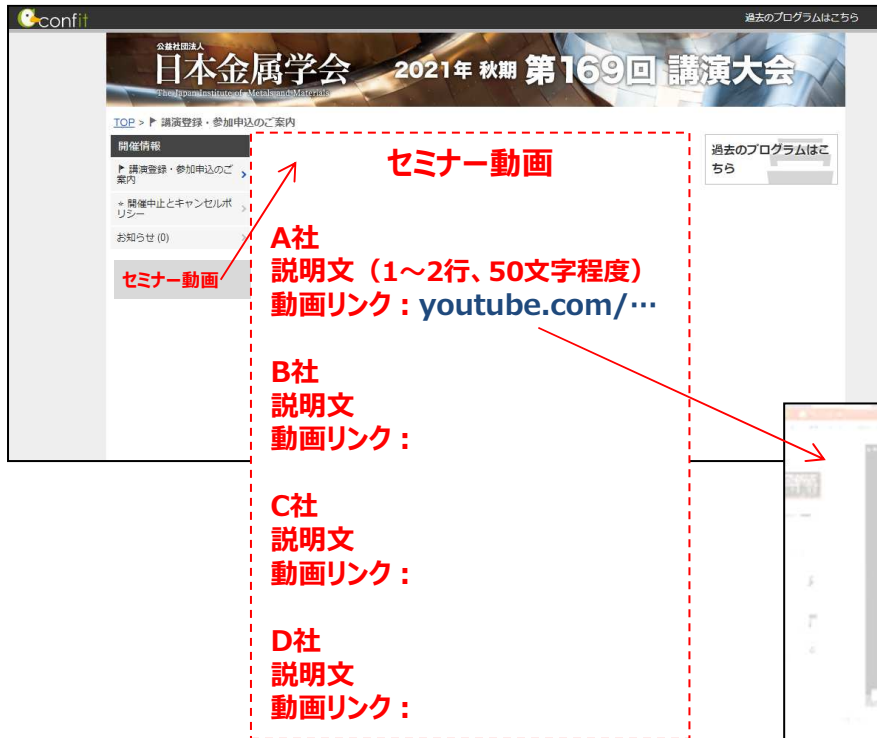 confit
過去のプログラムはこちら
公益社団法人
日本金属学会
The Japan Institute of Metals and Materials
2021年 秋期 第169回 講演大会
TOP > 講演登録・参加申込のご案内
開催情報
講演登録・参加申込のご
案内
+ 開催中止とキャンセルポ
リシー
お知らせ (0)
セミナー動画
セミナー動画
A社
説明文（1～2行、50文字程度）
動画リンク：youtube.com/…
B社
説明文
動画リンク：
C社
説明文
動画リンク：
D社
説明文
動画リンク：
過去のプログラムはこ
ちら